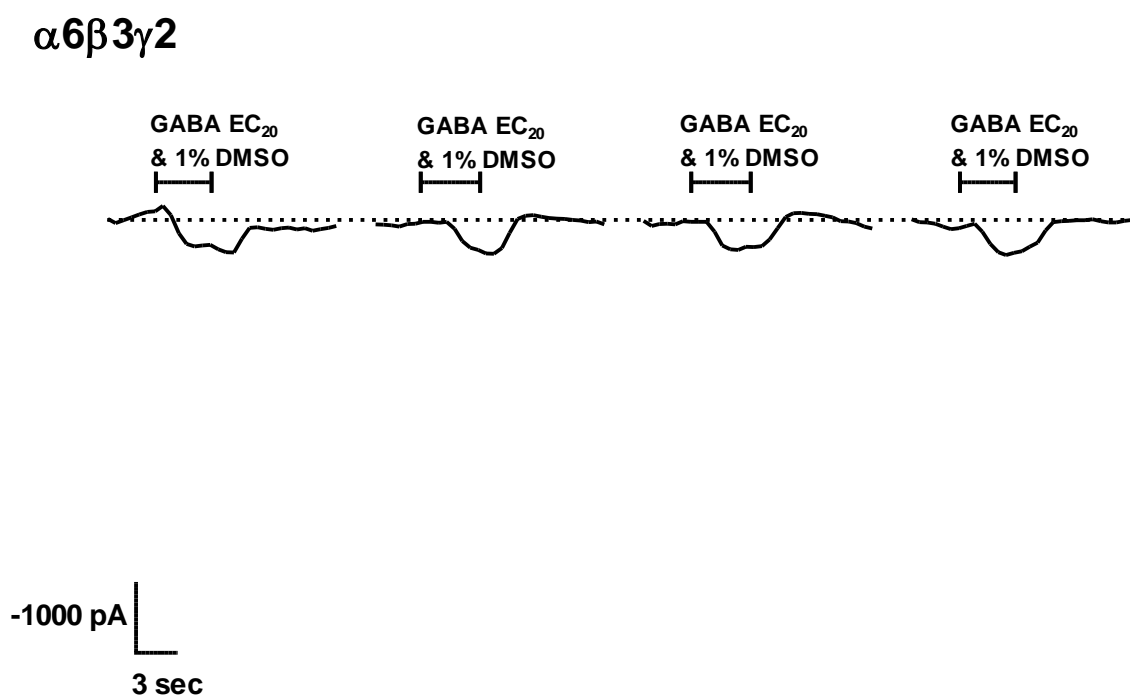 α6β3γ2
GABA EC₂₀
& 1% DMSO
GABA EC₂₀
& 1% DMSO
GABA EC₂₀
& 1% DMSO
GABA EC₂₀
& 1% DMSO
-1000 pA
3 sec